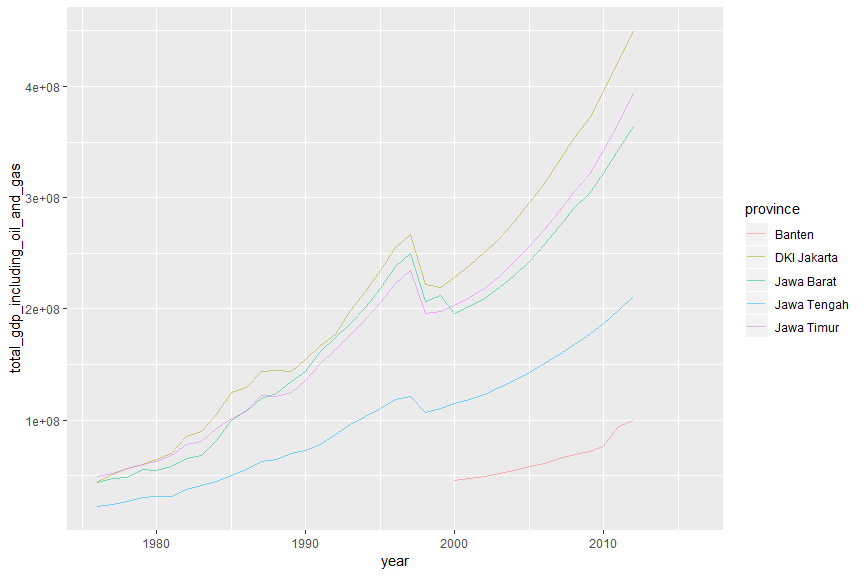 total_gdp_including_oil_and_gas
4e+08
3e+08
2e+08
1e+08
1980
1990
2000
2010
year
province
Banten
DKI Jakarta
Jawa Barat
Jawa Tengah
Jawa Timur